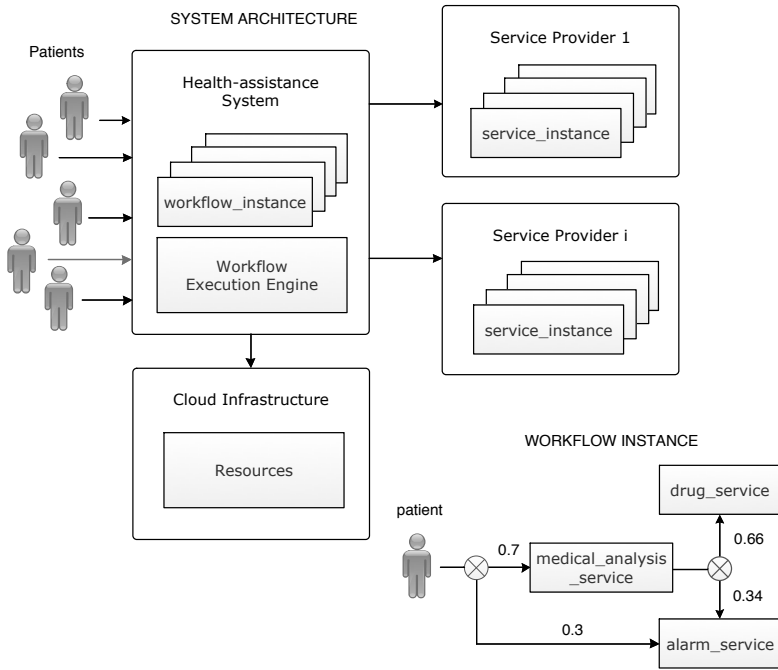 SYSTEM ARCHITECTURE
Patients
Health-assistance
System
workflow_instance
Workflow
Execution Engine
Service Provider 1
service_instance
Service Provider i
service_instance
Cloud Infrastructure
Resources
WORKFLOW INSTANCE
patient
0.7
medical_analysis
_service
drug_service
0.66
0.34
0.3
alarm_service